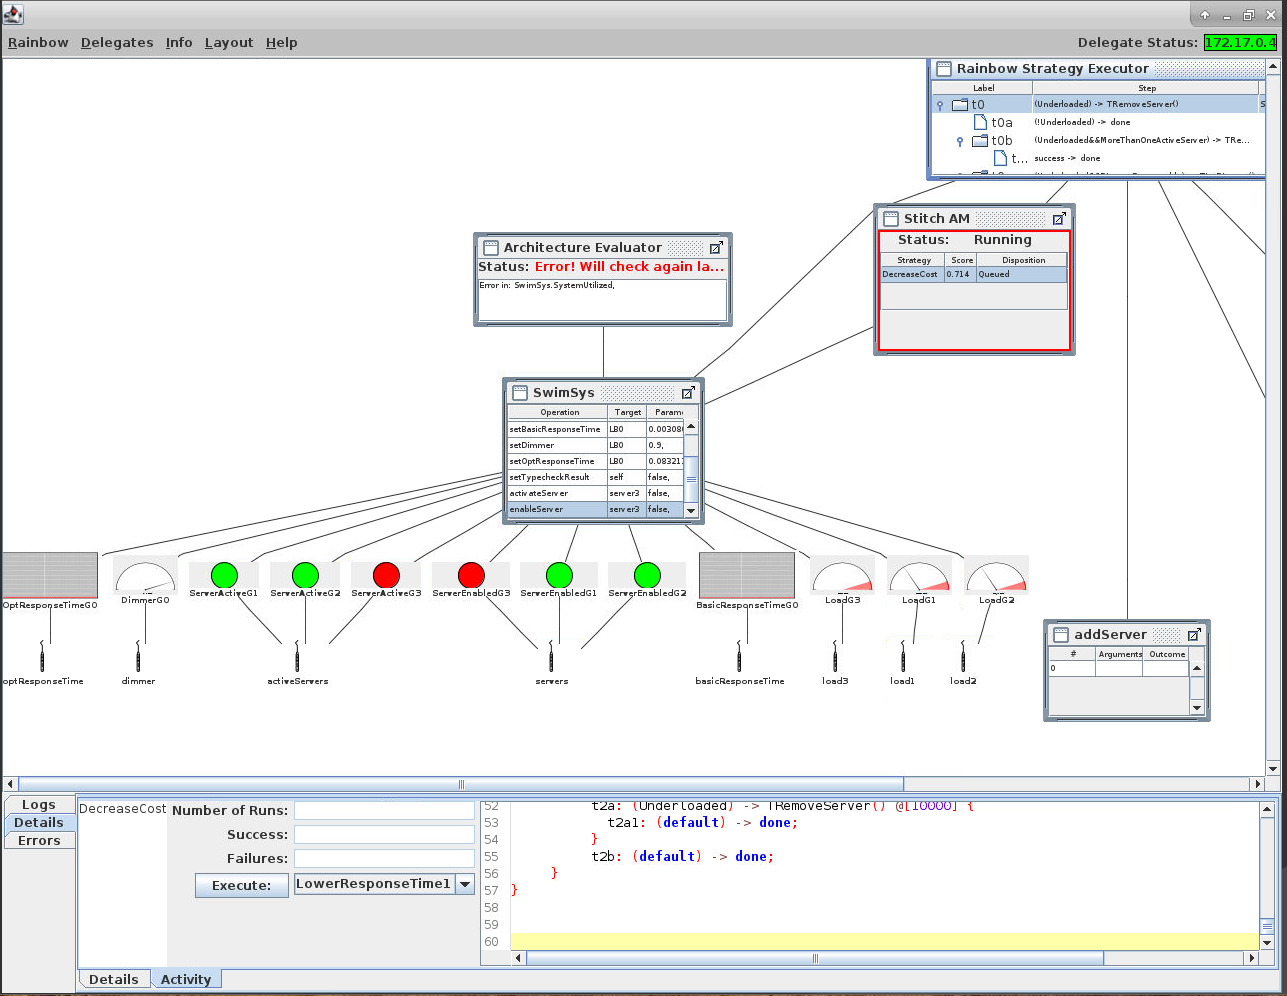 Rainbow Delegates Info Layout Help Delegate Status: 172.17.0.4
Rainbow Strategy Executor
Label Step
t0 (Underloaded) -> TRemoveServer() S
t0a (!Underloaded) -> done
t0b (Underloaded&&MoreThanOneActiveServer) -> TRe...
t... success -> done
Stitch AM
Status: Running
Strategy Score Disposition
DecreaseCost 0.714 Queued
Architecture Evaluator
Status: Error! Will check again la...
Error in: SwimSys.SystemUtilized,
SwimSys
Operation Target Param
setBasicResponseTime LB0 0.00308
setDimmer LB0 0.9,
setOptResponseTime LB0 0.08321
setTypecheckResult self false,
activateServer server3 false,
enableServer server3 false,
OptResponseTimeG0 DimmerG0 ServerActiveG1 ServerActiveG2 ServerActiveG3 ServerEnabledG3 ServerEnabledG1 ServerEnabledG2 BasicResponseTimeG0 LoadG3 LoadG1 LoadG2
optResponseTime dimmer activeServers servers basicResponseTime load3 load1 load2
addServer
# Arguments Outcome
0
Logs
Details
Errors
DecreaseCost
Number of Runs:
Success:
Failures:
Execute: LowerResponseTime1
52 t2a: (Underloaded) -> TRemoveServer() @[10000] {
53 t2a1: (default) -> done;
54 }
55 t2b: (default) -> done;
56 }
57 }
58
59
60
Details Activity